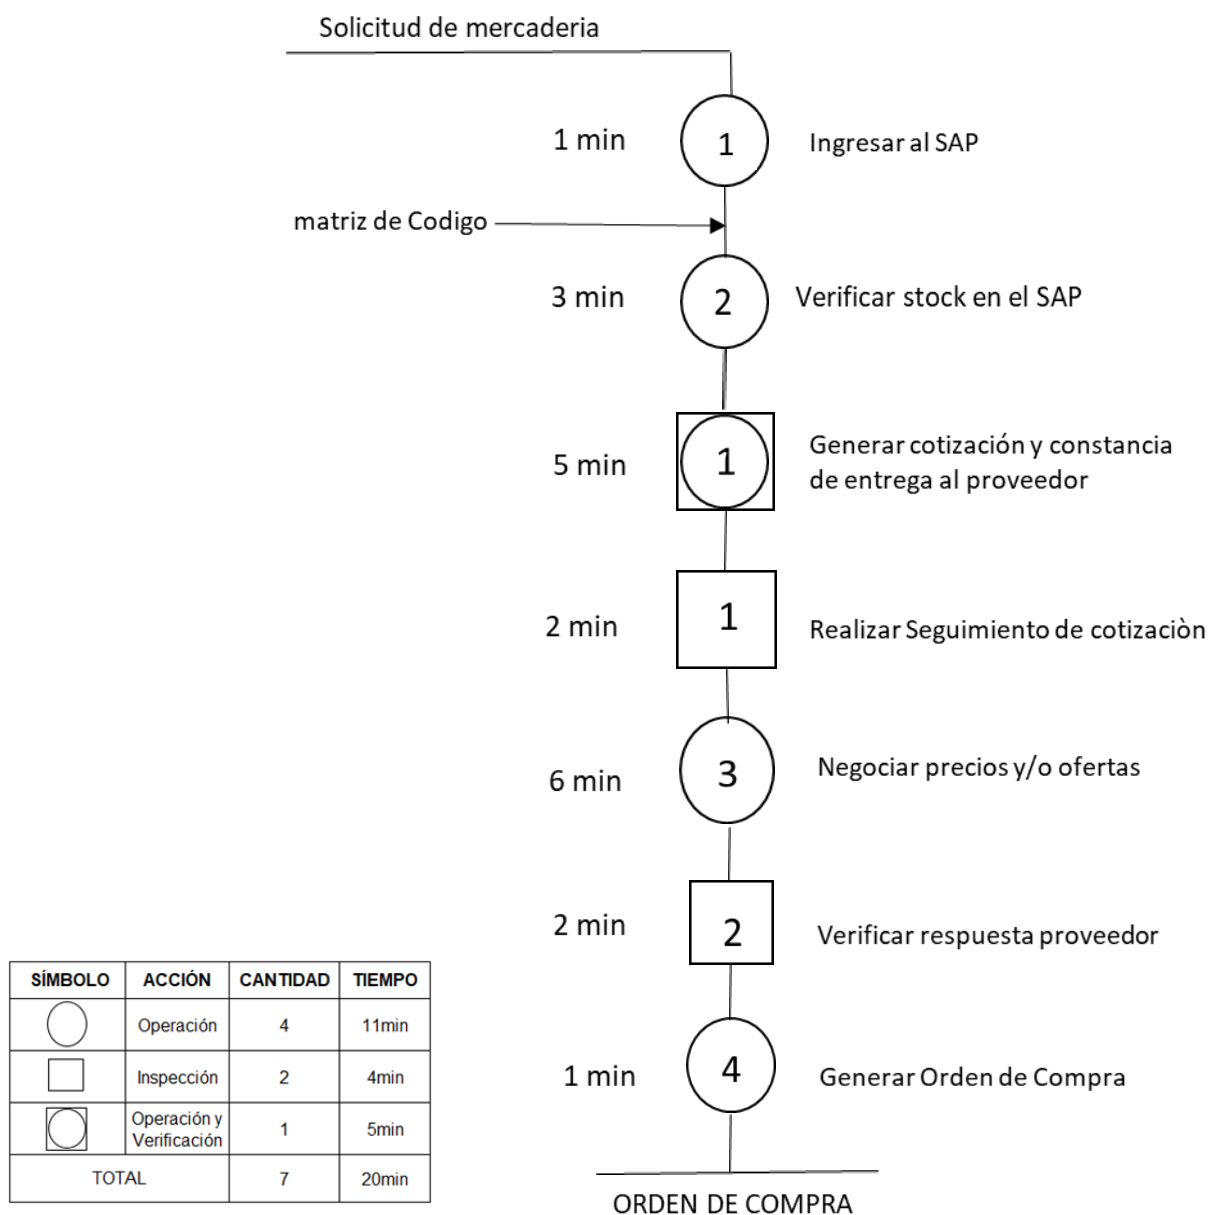 Solicitud de mercaderia
1 min
1
Ingresar al SAP
matriz de Codigo
3 min
2
Verificar stock en el SAP
5 min
1
Generar cotización y constancia
de entrega al proveedor
2 min
1
Realizar Seguimiento de cotizaciòn
6 min
3
Negociar precios y/o ofertas
2 min
2
Verificar respuesta proveedor
1 min
4
Generar Orden de Compra
ORDEN DE COMPRA
SÍMBOLO ACCIÓN CANTIDAD TIEMPO
Operación 4 11min
Inspección 2 4min
Operación y
Verificación 1 5min
TOTAL 7 20min